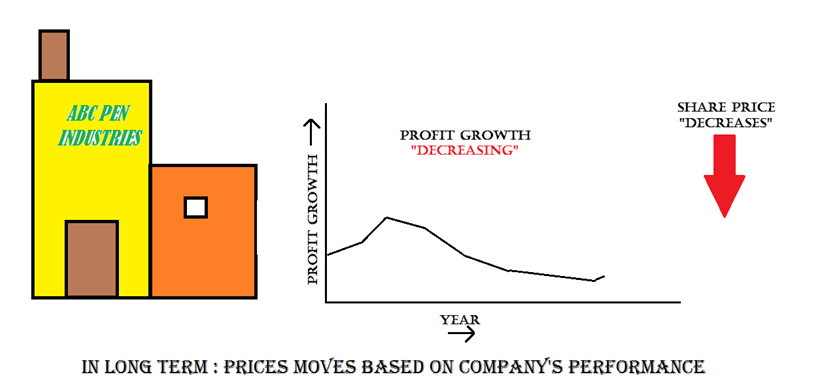 ABC PEN
INDUSTRIES
PROFIT GROWTH
"DECREASING"
PROFIT GROWTH
YEAR
SHARE PRICE
"DECREASES"
IN LONG TERM : PRICES MOVES BASED ON COMPANY'S PERFORMANCE